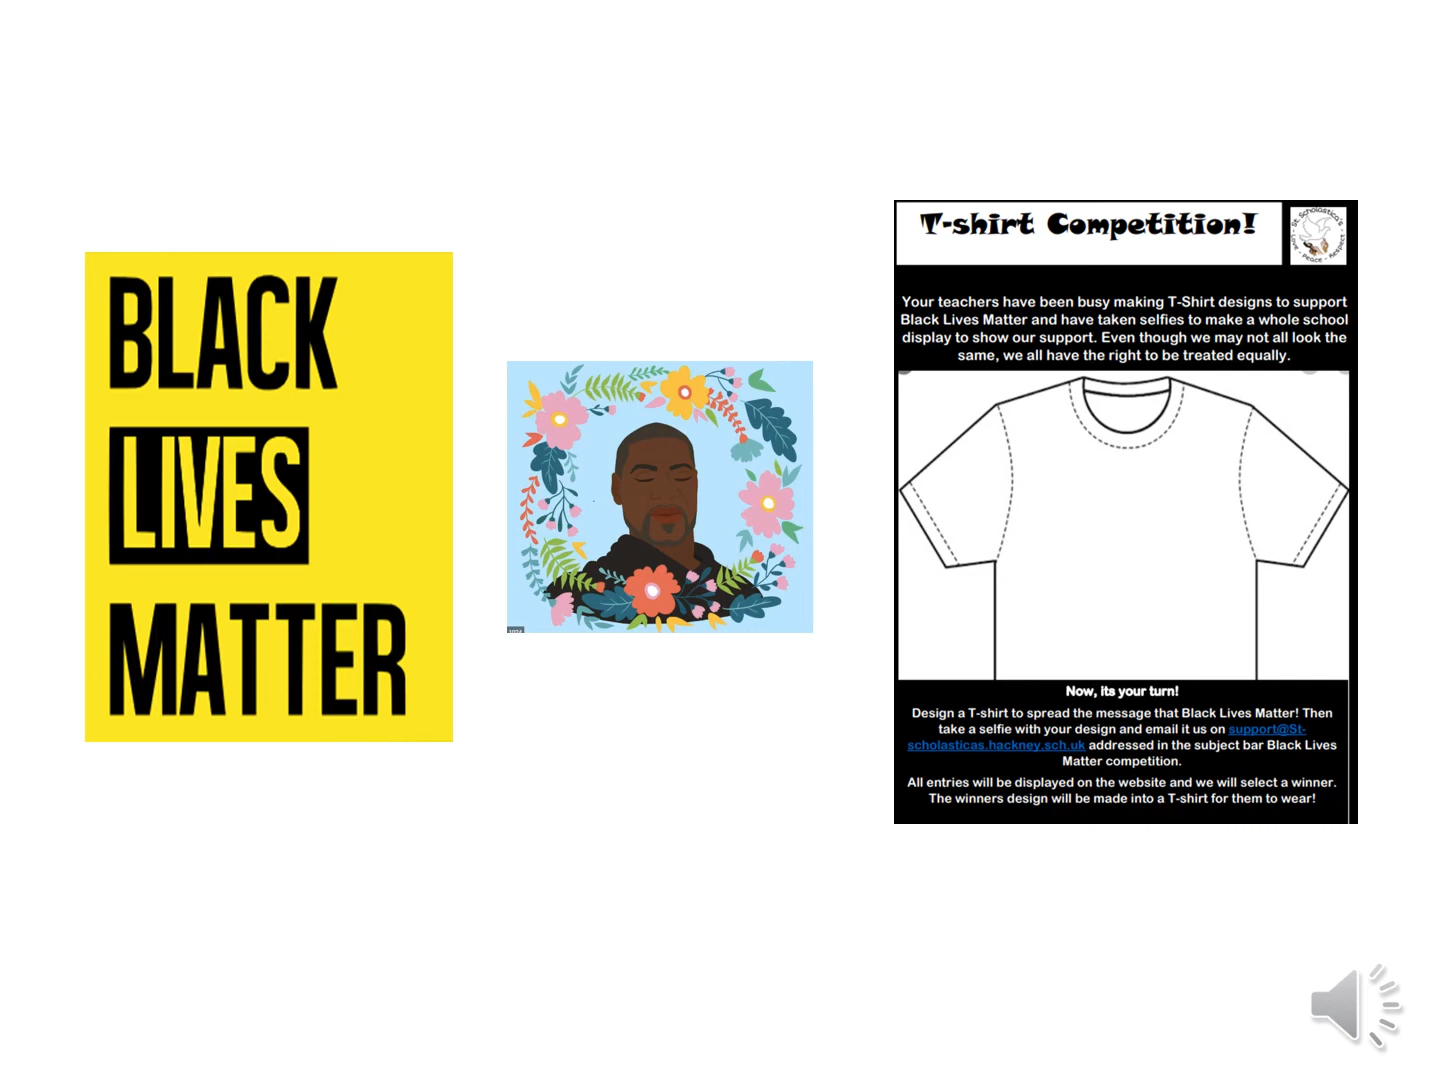 BLACK
LIVES
MATTER
T-shirt Competition!
St. Scholastica's
Love - Peace - Respect
Your teachers have been busy making T-Shirt designs to support
Black Lives Matter and have taken selfies to make a whole school
display to show our support. Even though we may not all look the
same, we all have the right to be treated equally.
Now, its your turn!
Design a T-shirt to spread the message that Black Lives Matter! Then
take a selfie with your design and email it us on support@St-
scholasticas.hackney.sch.uk addressed in the subject bar Black Lives
Matter competition.
All entries will be displayed on the website and we will select a winner.
The winners design will be made into a T-shirt for them to wear!